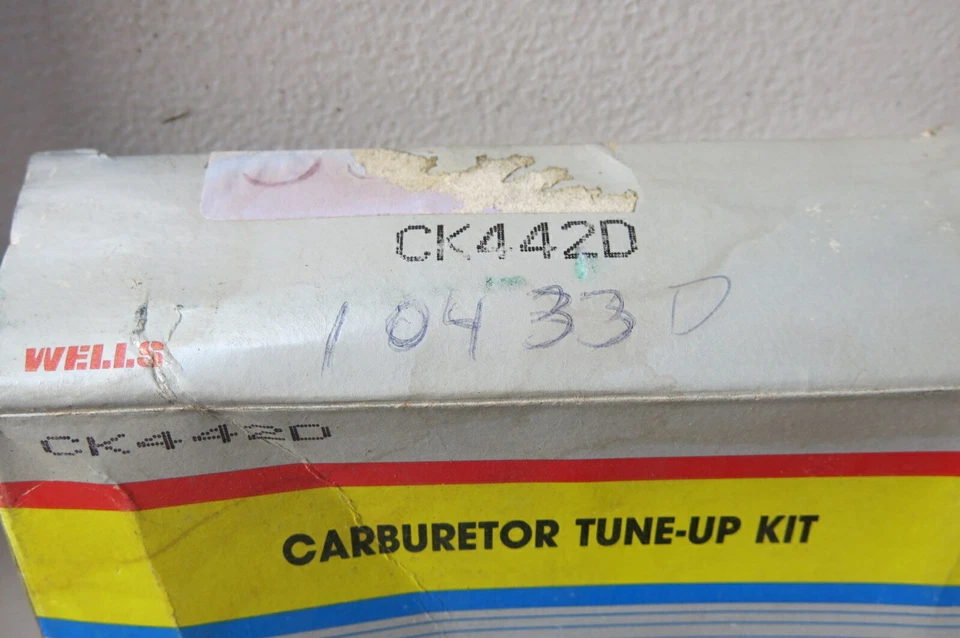 CK442D
10433D
WELLS
CK442D
CARBURETOR TUNE-UP KIT